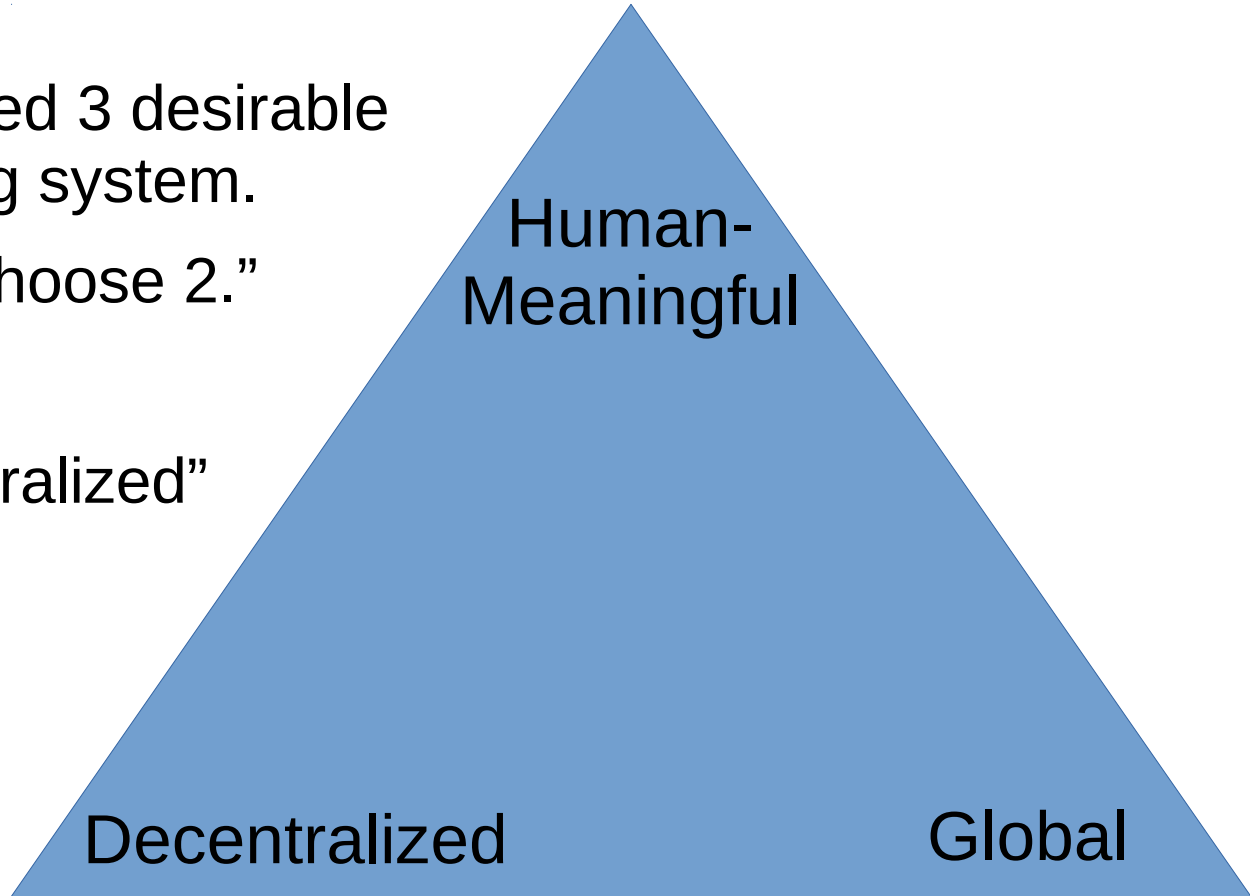 ed 3 desirable
g system.
hoose 2.”
ralized”
Human-
Meaningful
Decentralized
Global